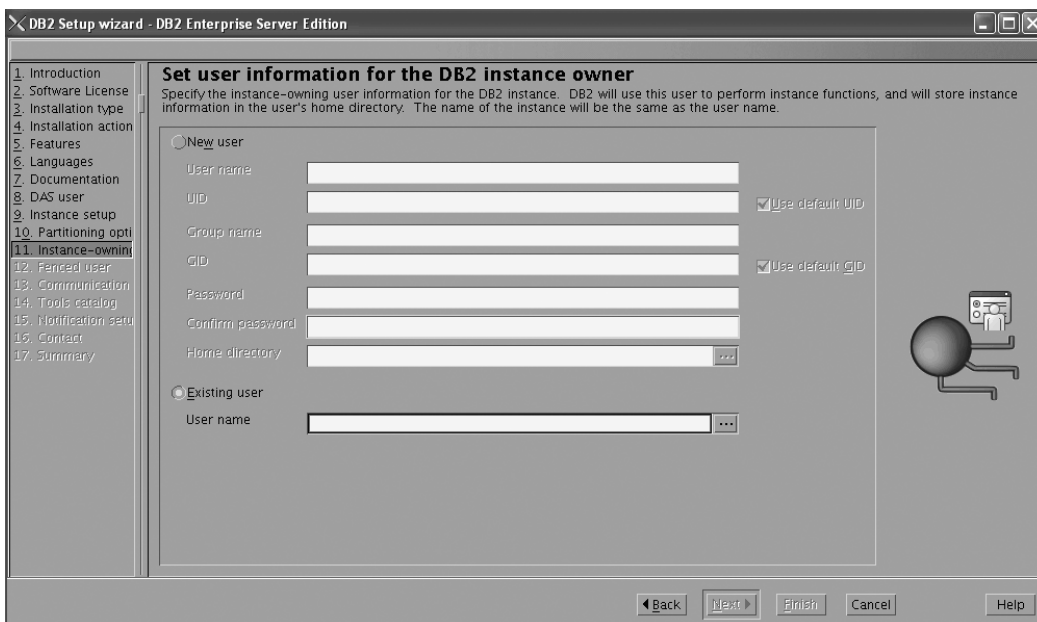 DB2 Setup wizard - DB2 Enterprise Server Edition
1. Introduction
2. Software License
3. Installation type
4. Installation action
5. Features
6. Languages
7. Documentation
8. DAS user
9. Instance setup
10. Partitioning opti
11. Instance-owning
12. Fenced user
13. Communication
14. Tools catalog
15. Notification setu
16. Contact
17. Summary
Set user information for the DB2 instance owner
Specify the instance-owning user information for the DB2 instance. DB2 will use this user to perform instance functions, and will store instance
information in the user's home directory. The name of the instance will be the same as the user name.
New user
User name
UID
Use default UID
Group name
GID
Use default GID
Password
Confirm password
Home directory
...
Existing user
User name
...
Back
Next
Finish
Cancel
Help